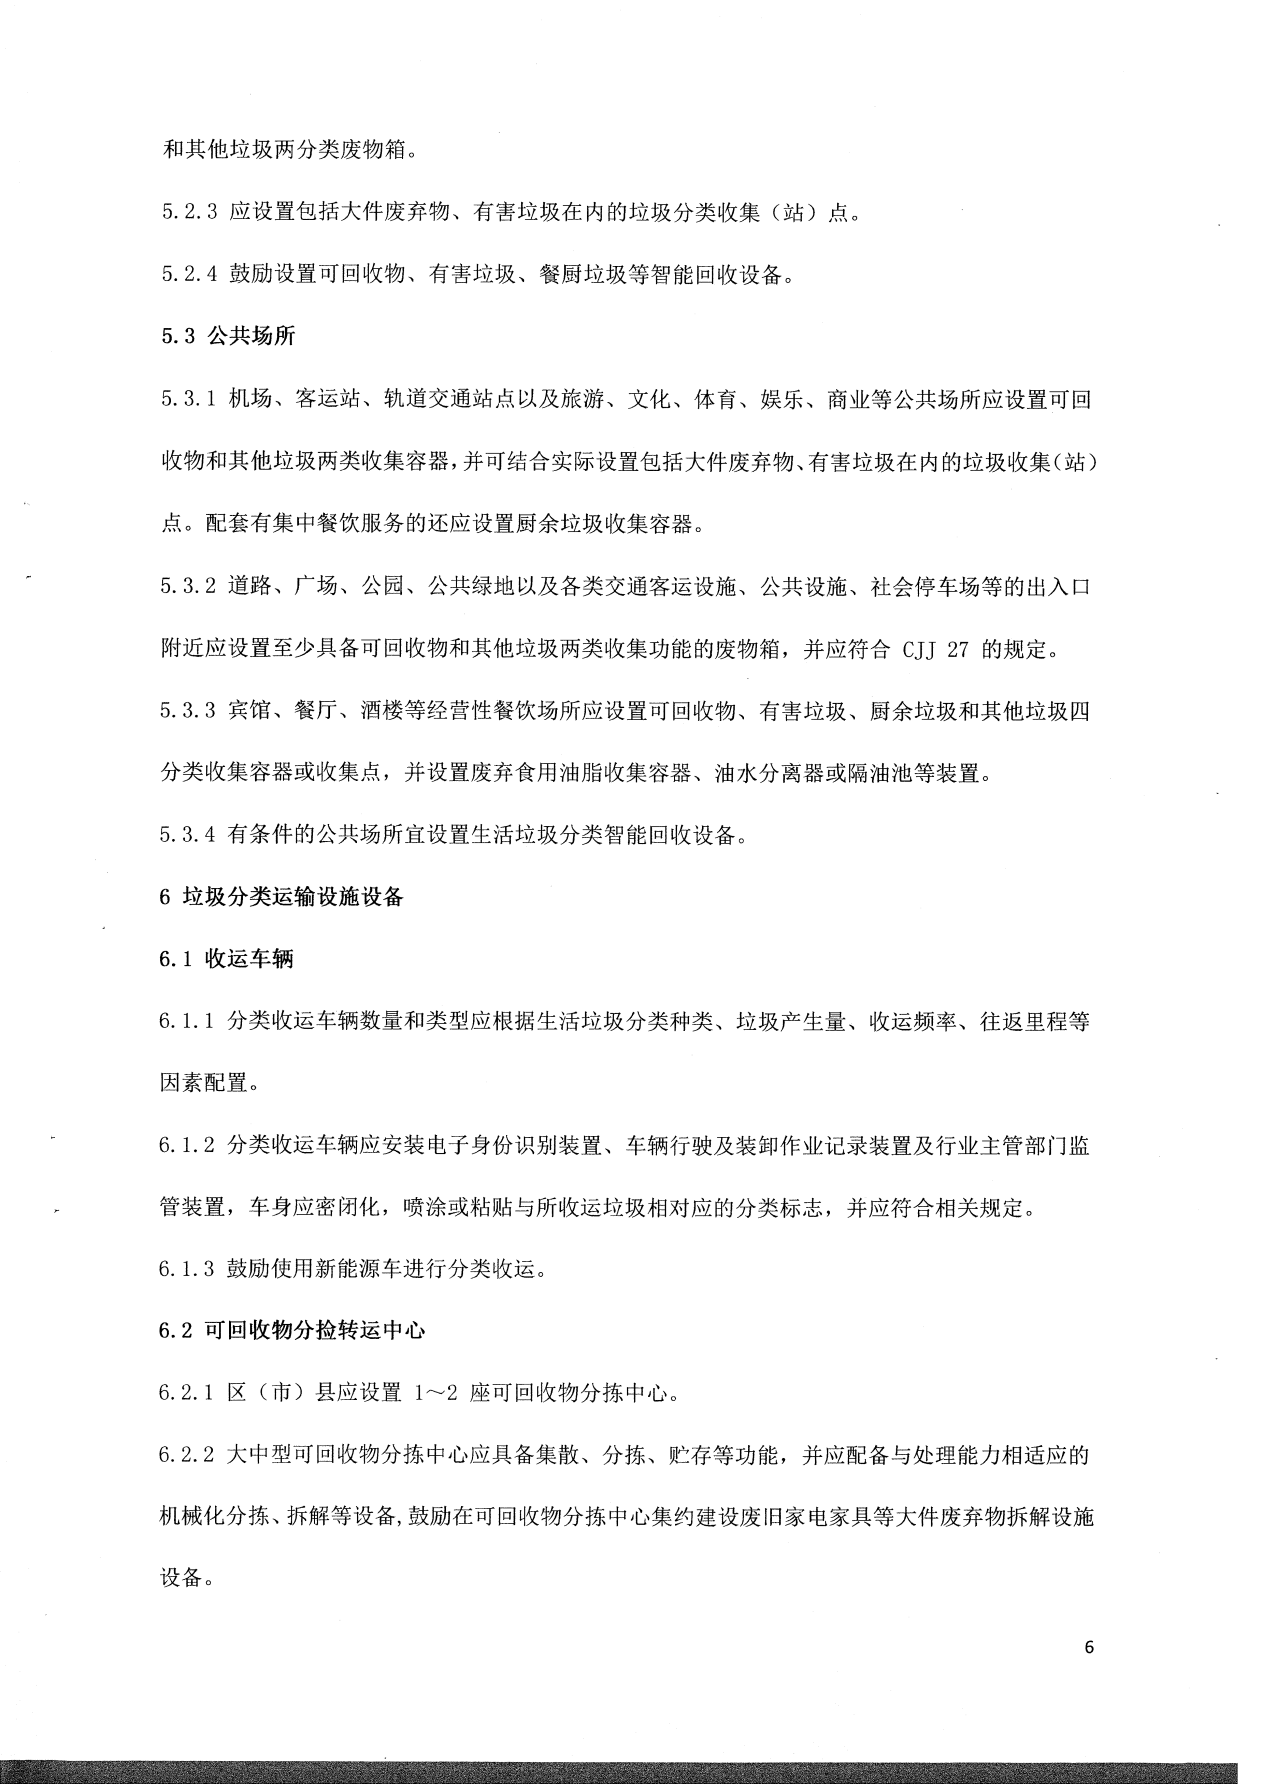 和其他垃圾两分类废物箱。
5.2.3 应设置包括大件废弃物、有害垃圾在内的垃圾分类收集（站）点。
5.2.4 鼓励设置可回收物、有害垃圾、餐厨垃圾等智能回收设备。
5.3 公共场所
5.3.1 机场、客运站、轨道交通站点以及旅游、文化、体育、娱乐、商业等公共场所应设置可回
收物和其他垃圾两类收集容器，并可结合实际设置包括大件废弃物、有害垃圾在内的垃圾收集（站）
点。配套有集中餐饮服务的还应设置厨余垃圾收集容器。
5.3.2 道路、广场、公园、公共绿地以及各类交通客运设施、公共设施、社会停车场等的出入口
附近应设置至少具备可回收物和其他垃圾两类收集功能的废物箱，并应符合 CJJ 27 的规定。
5.3.3 宾馆、餐厅、酒楼等经营性餐饮场所应设置可回收物、有害垃圾、厨余垃圾和其他垃圾四
分类收集容器或收集点，并设置废弃食用油脂收集容器、油水分离器或隔油池等装置。
5.3.4 有条件的公共场所宜设置生活垃圾分类智能回收设备。
6 垃圾分类运输设施设备
6.1 收运车辆
6.1.1 分类收运车辆数量和类型应根据生活垃圾分类种类、垃圾产生量、收运频率、往返里程等
因素配置。
6.1.2 分类收运车辆应安装电子身份识别装置、车辆行驶及装卸作业记录装置及行业主管部门监
管装置，车身应密闭化，喷涂或粘贴与所收运垃圾相对应的分类标志，并应符合相关规定。
6.1.3 鼓励使用新能源车进行分类收运。
6.2 可回收物分捡转运中心
6.2.1 区（市）县应设置 1～2 座可回收物分拣中心。
6.2.2 大中型可回收物分拣中心应具备集散、分拣、贮存等功能，并应配备与处理能力相适应的
机械化分拣、拆解等设备,鼓励在可回收物分拣中心集约建设废旧家电家具等大件废弃物拆解设施
设备。
6